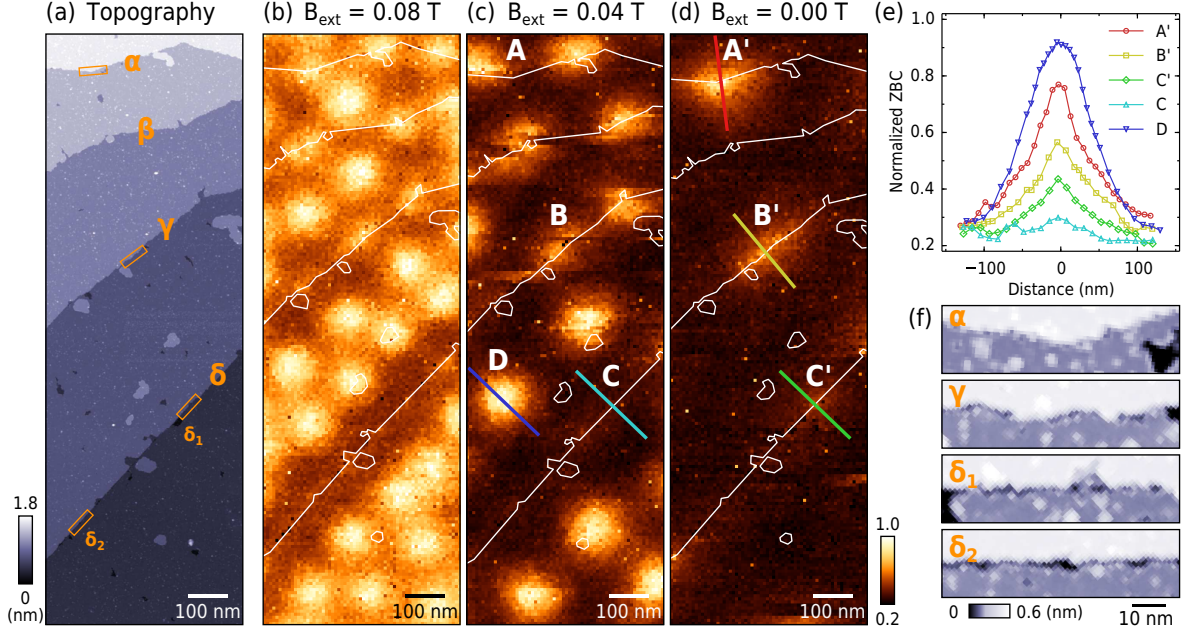 (a) Topography
(b) B_ext = 0.08 T
(c) B_ext = 0.04 T
(d) B_ext = 0.00 T
(e)
α
β
γ
δ
δ₁
δ₂
1.8
0
(nm)
100 nm
100 nm
A
B
C
D
100 nm
A'
B'
C'
100 nm
1.0
0.2
1.0
0.8
0.6
0.4
0.2
Normalized ZBC
A'
B'
C'
C
D
−100
0
100
Distance (nm)
(f)
α
γ
δ₁
δ₂
0
0.6 (nm)
10 nm